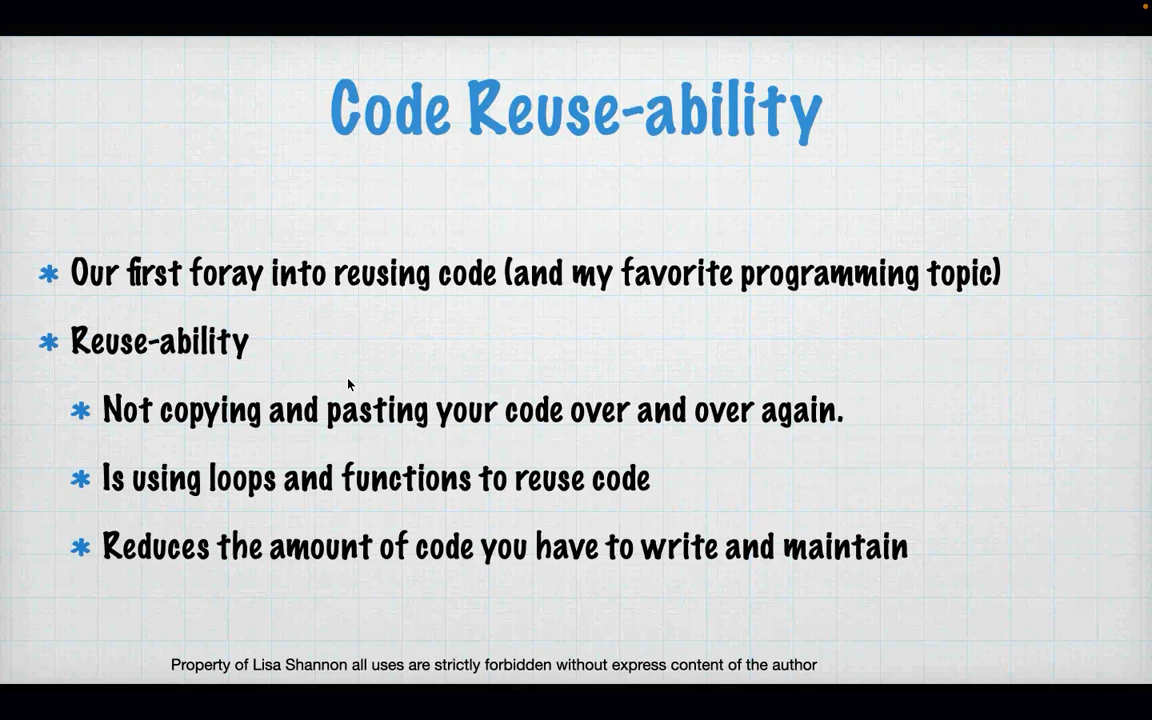 Code Reuse-ability
* Our first foray into reusing code (and my favorite programming topic)
* Reuse-ability
* Not copying and pasting your code over and over again.
* Is using loops and functions to reuse code
* Reduces the amount of code you have to write and maintain
Property of Lisa Shannon all uses are strictly forbidden without express content of the author